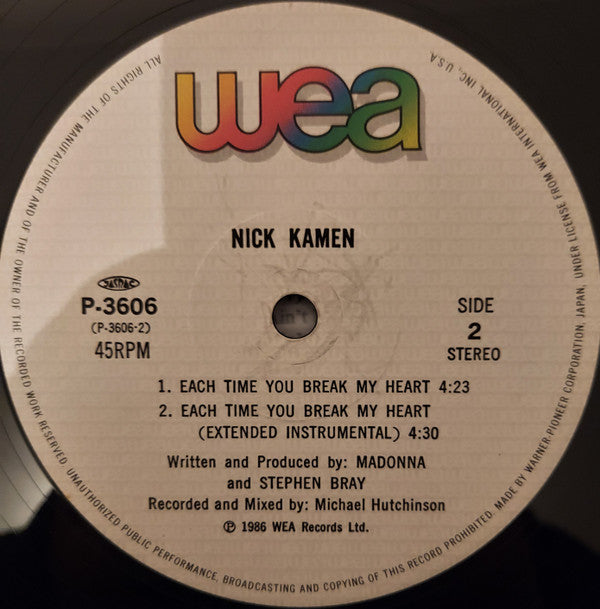 wea
NICK KAMEN
JASRAC
P-3606
(P-3606-2)
45RPM
SIDE
2
STEREO
1. EACH TIME YOU BREAK MY HEART 4:23
2. EACH TIME YOU BREAK MY HEART
(EXTENDED INSTRUMENTAL) 4:30
Written and Produced by: MADONNA
and STEPHEN BRAY
Recorded and Mixed by: Michael Hutchinson
℗ 1986 WEA Records Ltd.
ALL RIGHTS OF THE MANUFACTURER AND OF THE OWNER OF THE RECORDED WORK RESERVED. UNAUTHORIZED PUBLIC PERFORMANCE, BROADCASTING AND COPYING OF THIS RECORD PROHIBITED. MADE BY WARNER-PIONEER CORPORATION, JAPAN, UNDER LICENSE FROM WEA INTERNATIONAL INC., U.S.A.